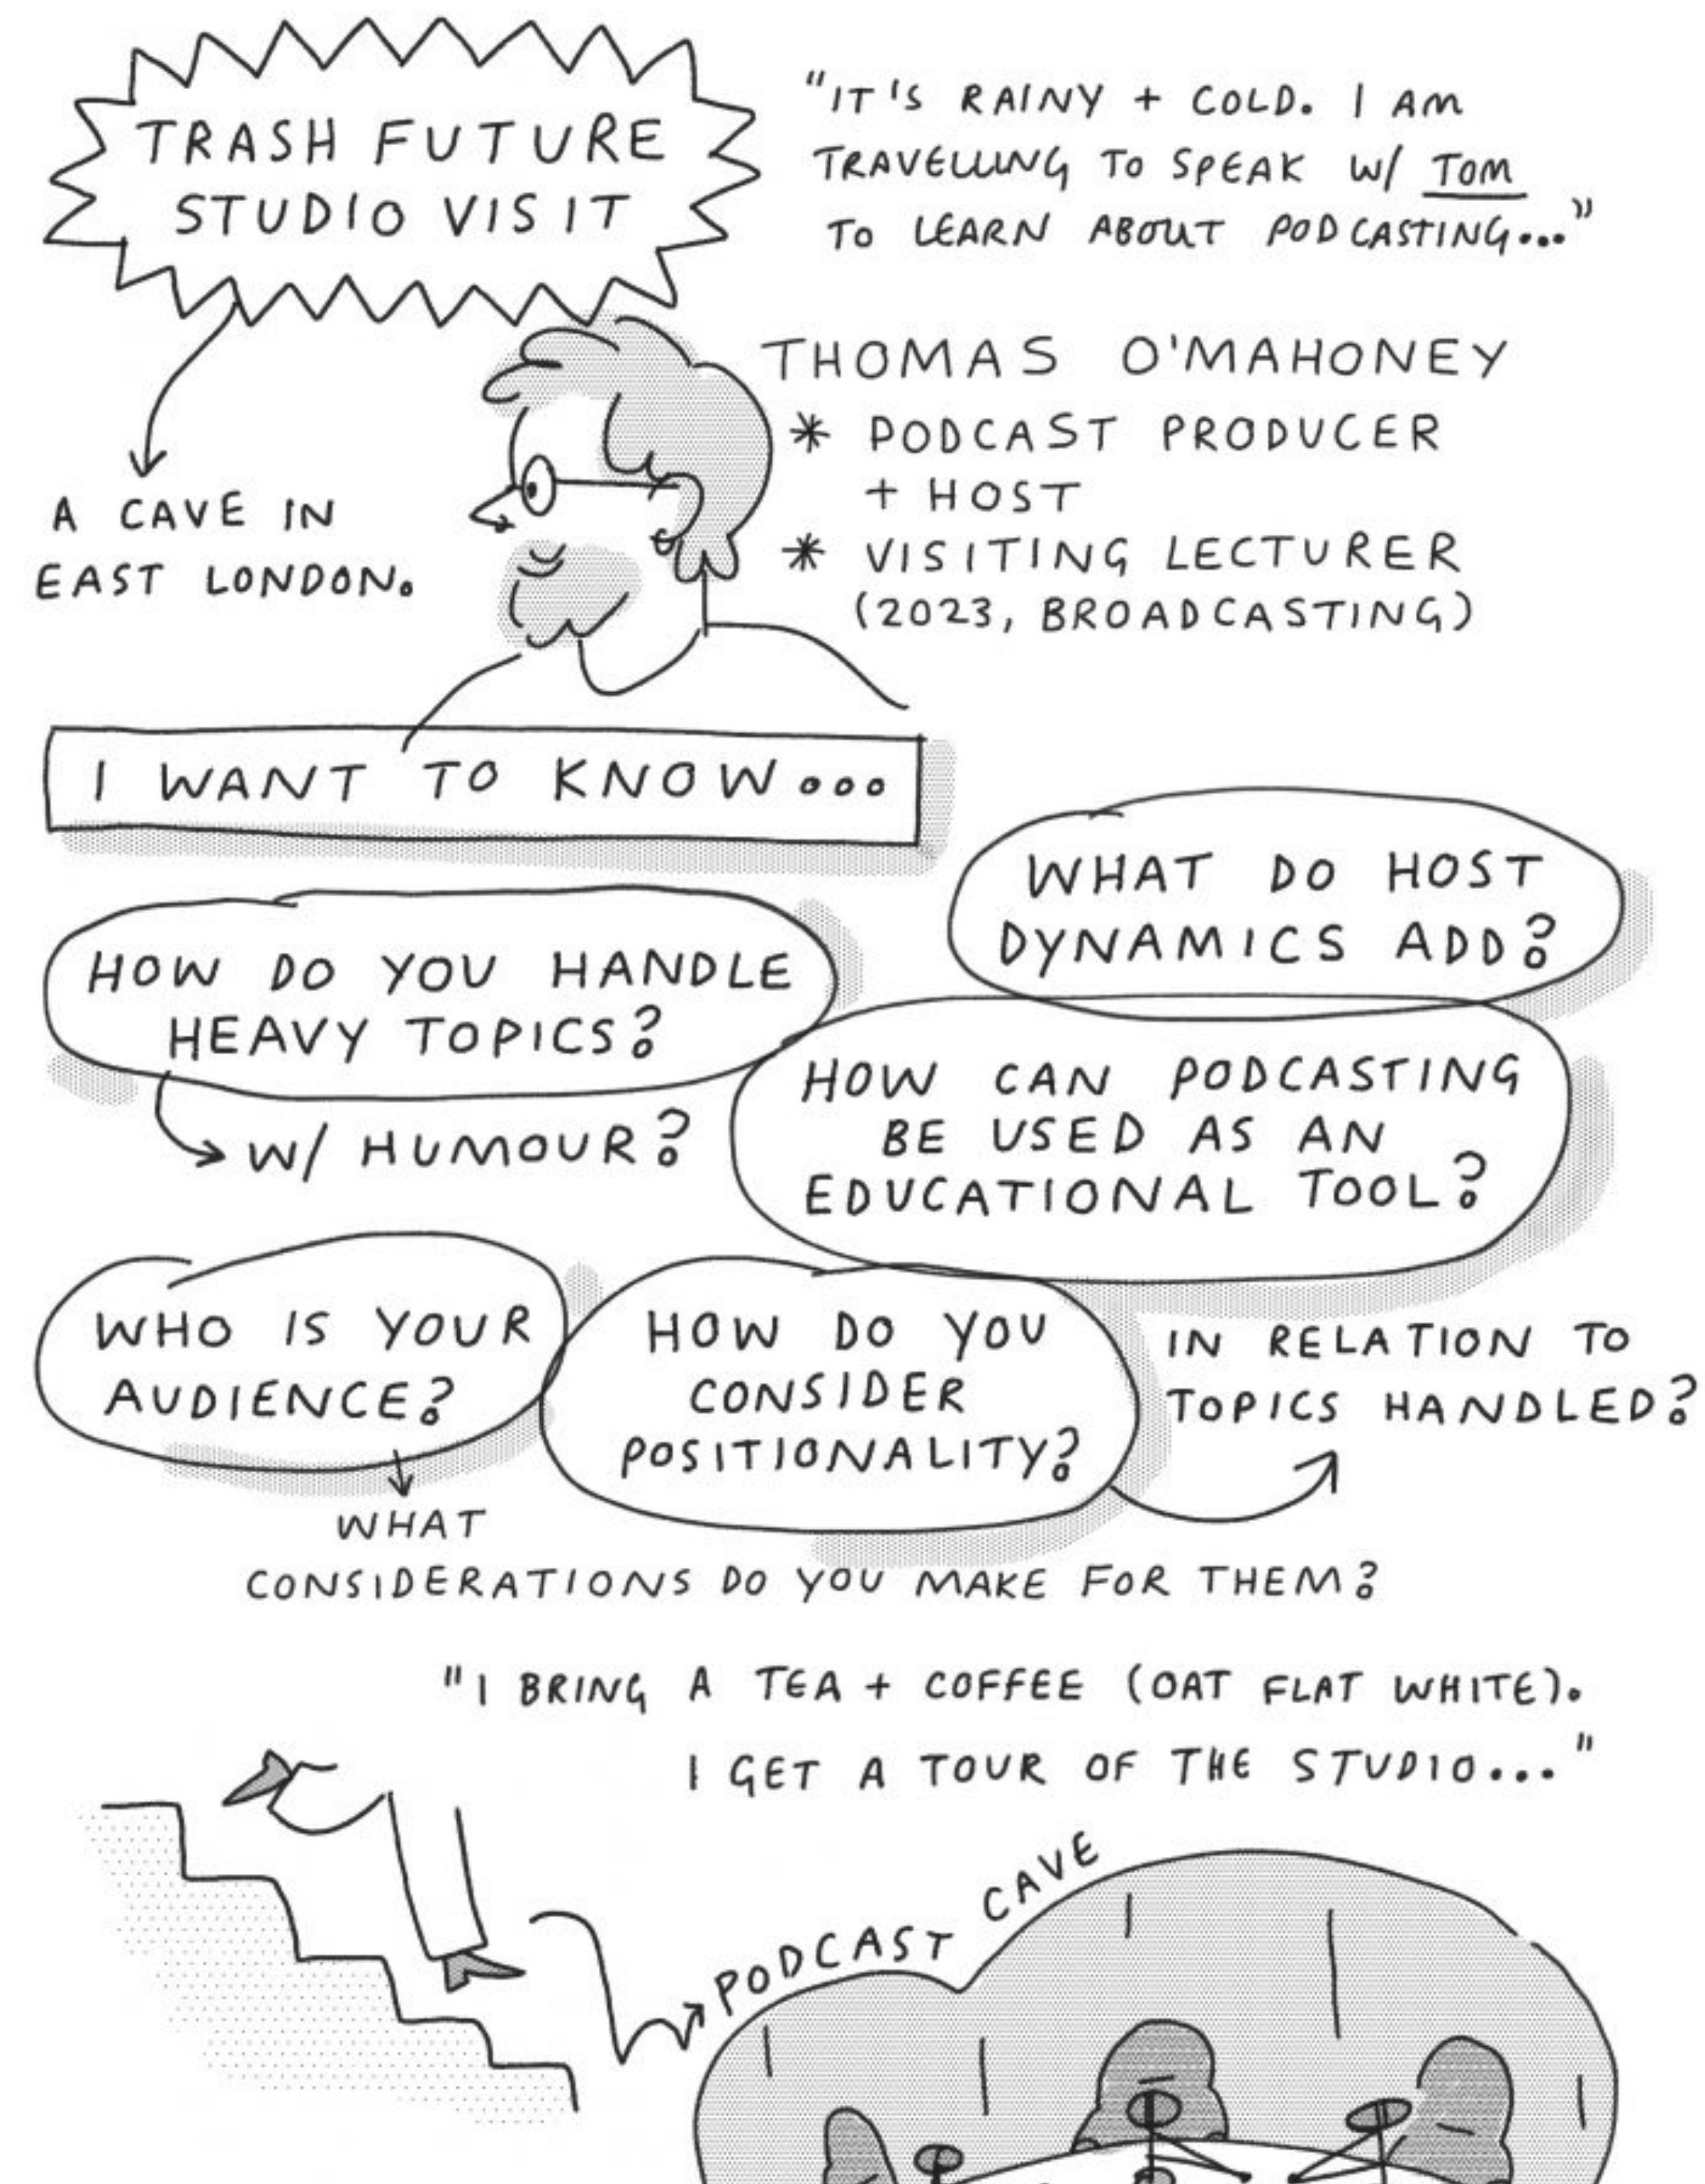 TRASH FUTURE
STUDIO VISIT
"IT'S RAINY + COLD. I AM
TRAVELLING TO SPEAK W/ TOM
TO LEARN ABOUT PODCASTING..."
A CAVE IN
EAST LONDON.
THOMAS O'MAHONEY
* PODCAST PRODUCER
+ HOST
* VISITING LECTURER
(2023, BROADCASTING)
I WANT TO KNOW...
WHAT DO HOST
DYNAMICS ADD?
HOW DO YOU HANDLE
HEAVY TOPICS?
W/ HUMOUR?
HOW CAN PODCASTING
BE USED AS AN
EDUCATIONAL TOOL?
WHO IS YOUR
AUDIENCE?
WHAT
CONSIDERATIONS DO YOU MAKE FOR THEM?
HOW DO YOU
CONSIDER
POSITIONALITY?
IN RELATION TO
TOPICS HANDLED?
"I BRING A TEA + COFFEE (OAT FLAT WHITE).
I GET A TOUR OF THE STUDIO..."
PODCAST CAVE